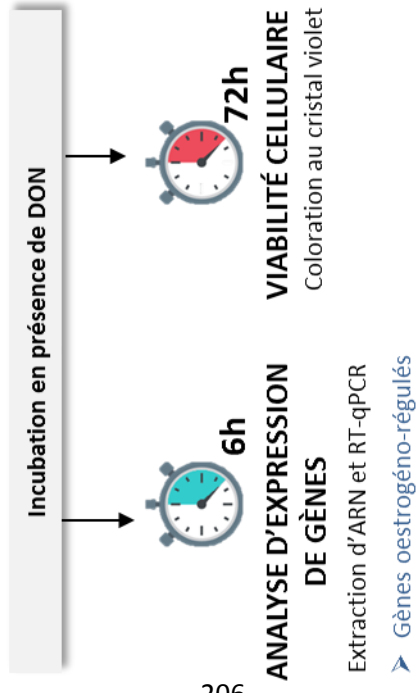 Incubation en présence de DON
6h
ANALYSE D'EXPRESSION
DE GÈNES
Extraction d'ARN et RT-qPCR
➤ Gènes oestrogéno-régulés
72h
VIABILITÉ CELLULAIRE
Coloration au cristal violet